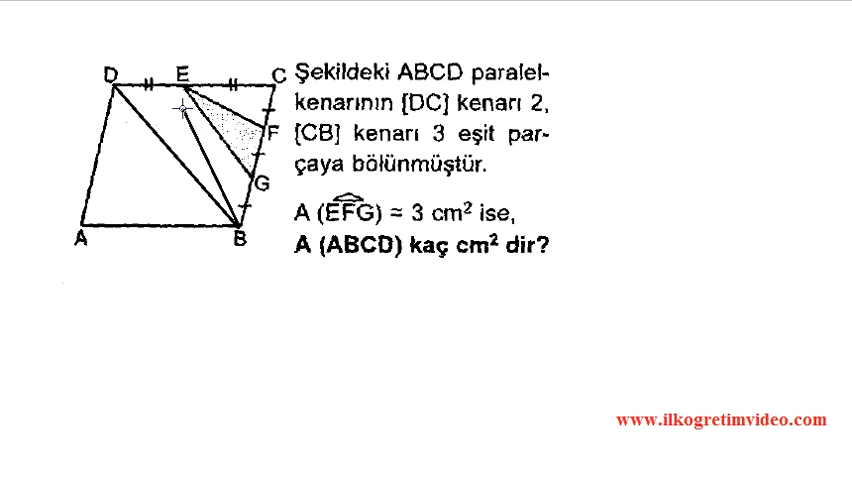 D E C
F
G
A B
Şekildeki ABCD paralel-
kenarının [DC] kenarı 2,
[CB] kenarı 3 eşit par-
çaya bölünmüştür.
A (EFG) = 3 cm² ise,
A (ABCD) kaç cm² dir?
www.ilkogretimvideo.com